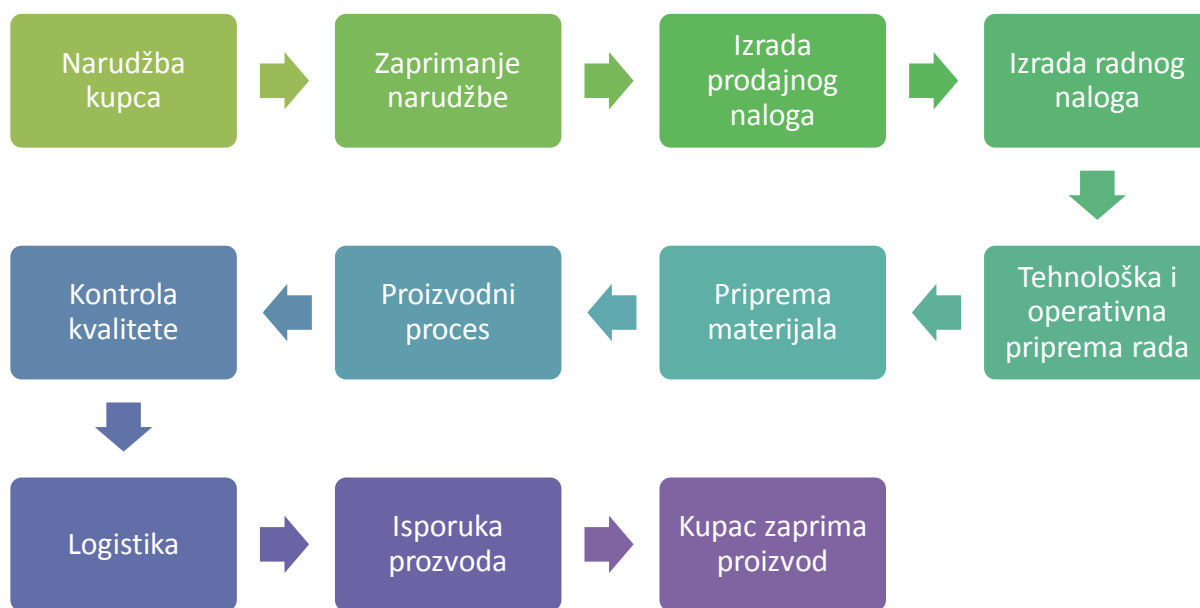 Narudžba
kupca
Zaprimanje
narudžbe
Izrada
prodajnog
naloga
Izrada radnog
naloga
Tehnološka i
operativna
priprema rada
Priprema
materijala
Proizvodni
proces
Kontrola
kvalitete
Logistika
Isporuka
prozvoda
Kupac zaprima
proizvod